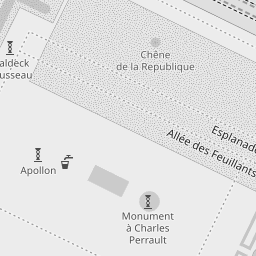 Chêne
de la Republique
aldeck
usseau
Esplanade
Allée des Feuillants
Apollon
Monument
à Charles
Perrault